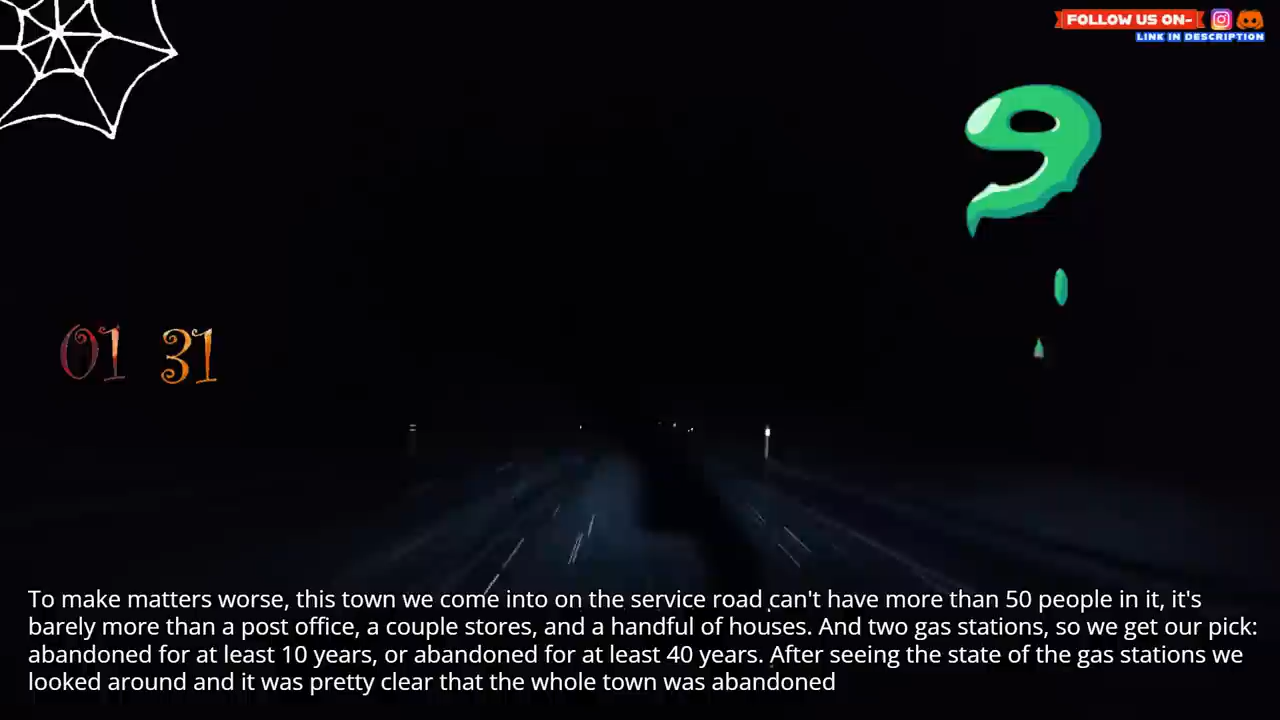 FOLLOW US ON-
LINK IN DESCRIPTION
9
01 31
To make matters worse, this town we come into on the service road can't have more than 50 people in it, it's
barely more than a post office, a couple stores, and a handful of houses. And two gas stations, so we get our pick:
abandoned for at least 10 years, or abandoned for at least 40 years. After seeing the state of the gas stations we
looked around and it was pretty clear that the whole town was abandoned